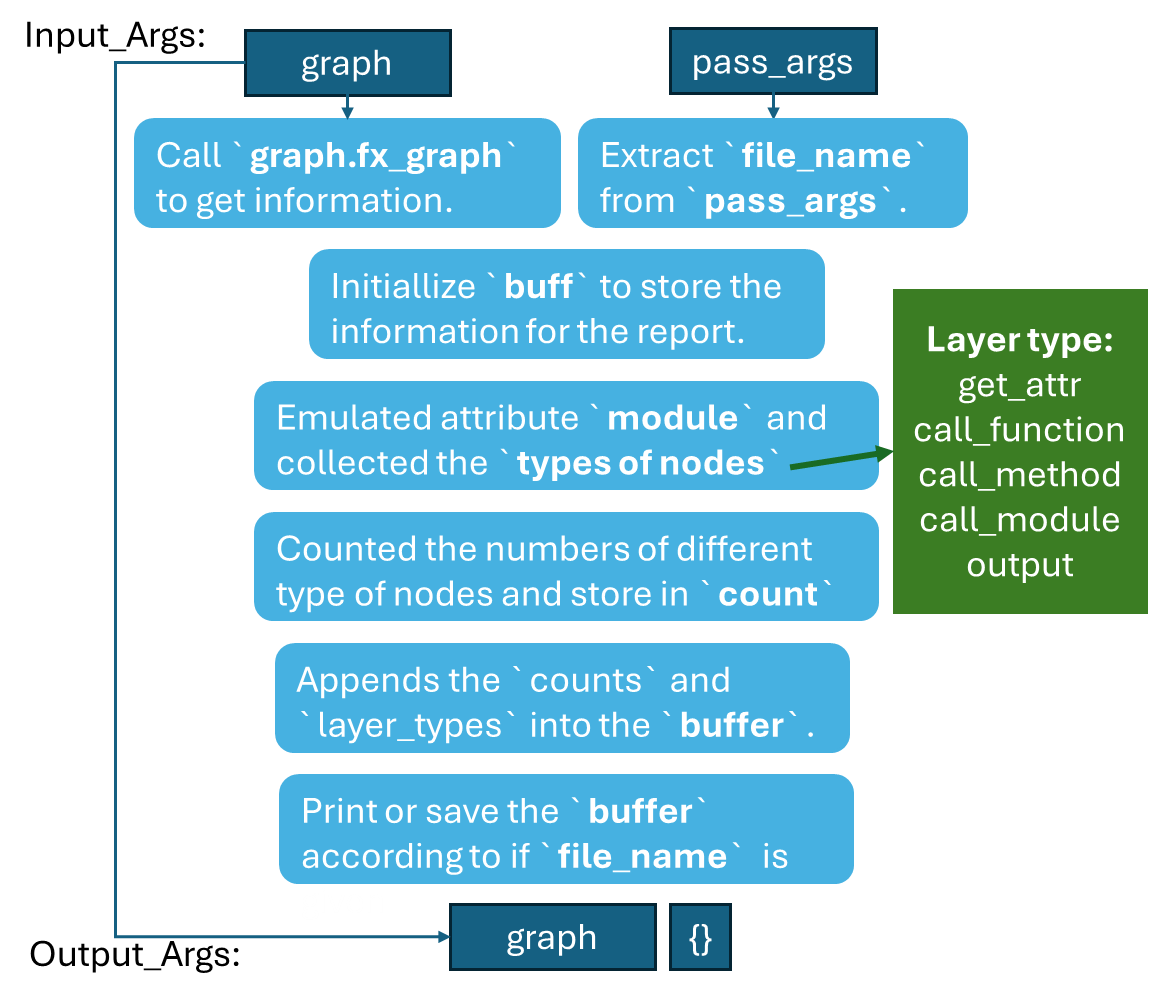 Input_Args:
graph
pass_args
Call `graph.fx_graph`
to get information.
Extract `file_name`
from `pass_args`.
Initiallize `buff` to store the
information for the report.
Emulated attribute `module` and
collected the `types of nodes`
Layer type:
get_attr
call_function
call_method
call_module
output
Counted the numbers of different
type of nodes and store in `count`
Appends the `counts` and
`layer_types` into the `buffer`.
Print or save the `buffer`
according to if `file_name` is
Output_Args:
graph
{}